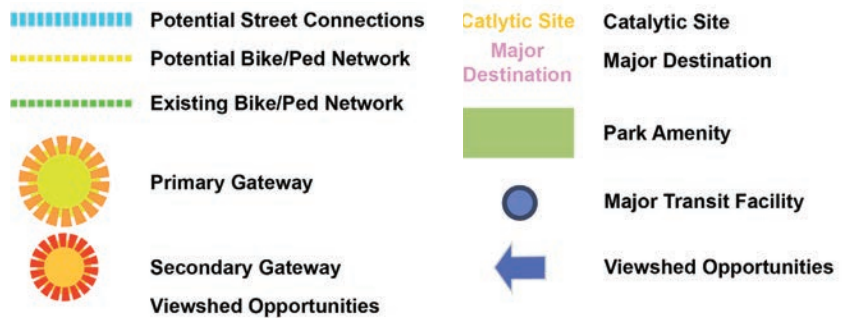 Potential Street Connections
Potential Bike/Ped Network
Existing Bike/Ped Network
Primary Gateway
Secondary Gateway
Viewshed Opportunities
Catlytic Site Catalytic Site
Major
Destination
Major Destination
Park Amenity
Major Transit Facility
Viewshed Opportunities